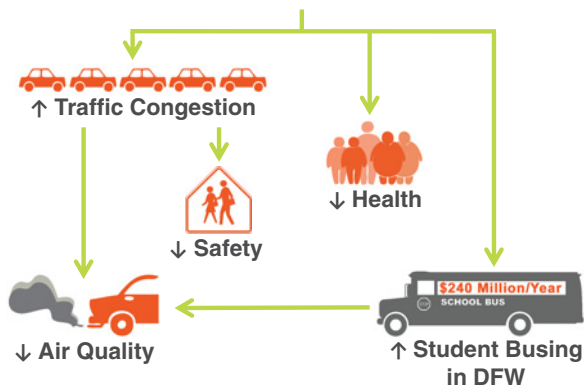 ↑ Traffic Congestion
↓ Safety
↓ Health
$240 Million/Year
SCHOOL BUS
↓ Air Quality
↑ Student Busing
in DFW